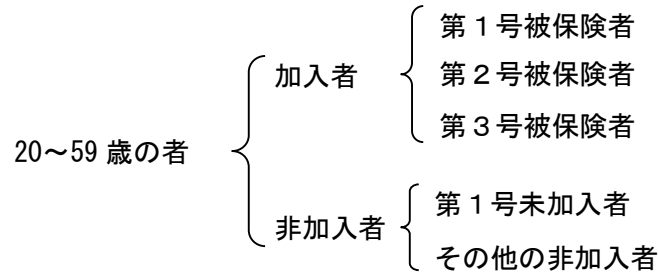 第１号被保険者
加入者
第２号被保険者
第３号被保険者
20～59 歳の者
第１号未加入者
非加入者
その他の非加入者